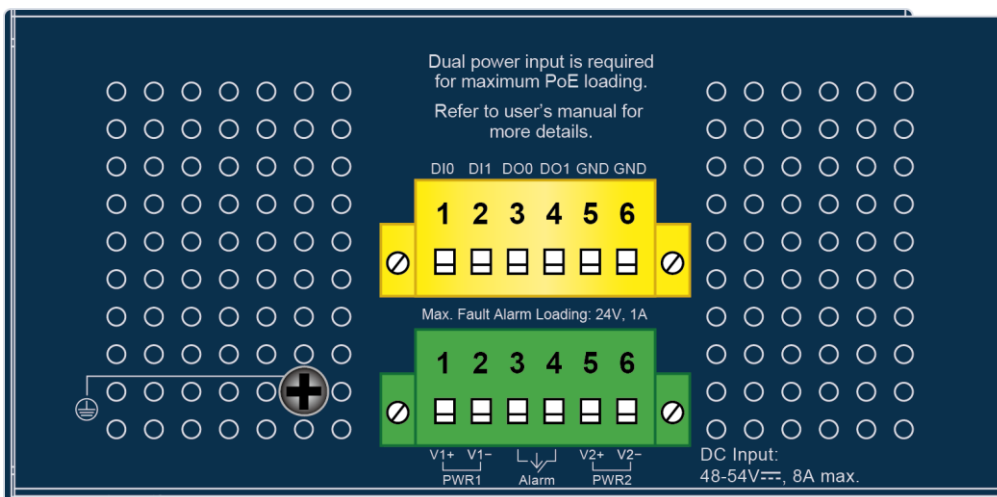 Dual power input is required
for maximum PoE loading.
Refer to user's manual for
more details.
DI0 DI1 DO0 DO1 GND GND
1 2 3 4 5 6
Max. Fault Alarm Loading: 24V, 1A
1 2 3 4 5 6
V1+ V1− V2+ V2−
PWR1 Alarm PWR2
DC Input:
48-54V⎓, 8A max.